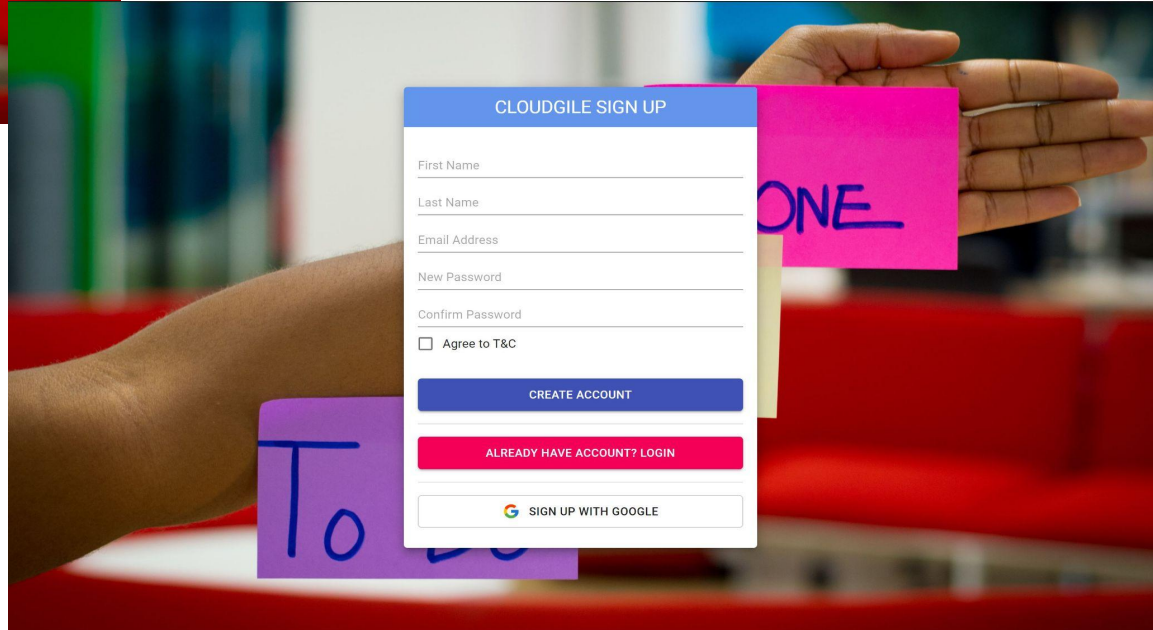 CLOUDGILE SIGN UP
First Name
ONE
Last Name
Email Address
New Password
Confirm Password
Agree to T&C
CREATE ACCOUNT
ALREADY HAVE ACCOUNT? LOGIN
SIGN UP WITH GOOGLE
To